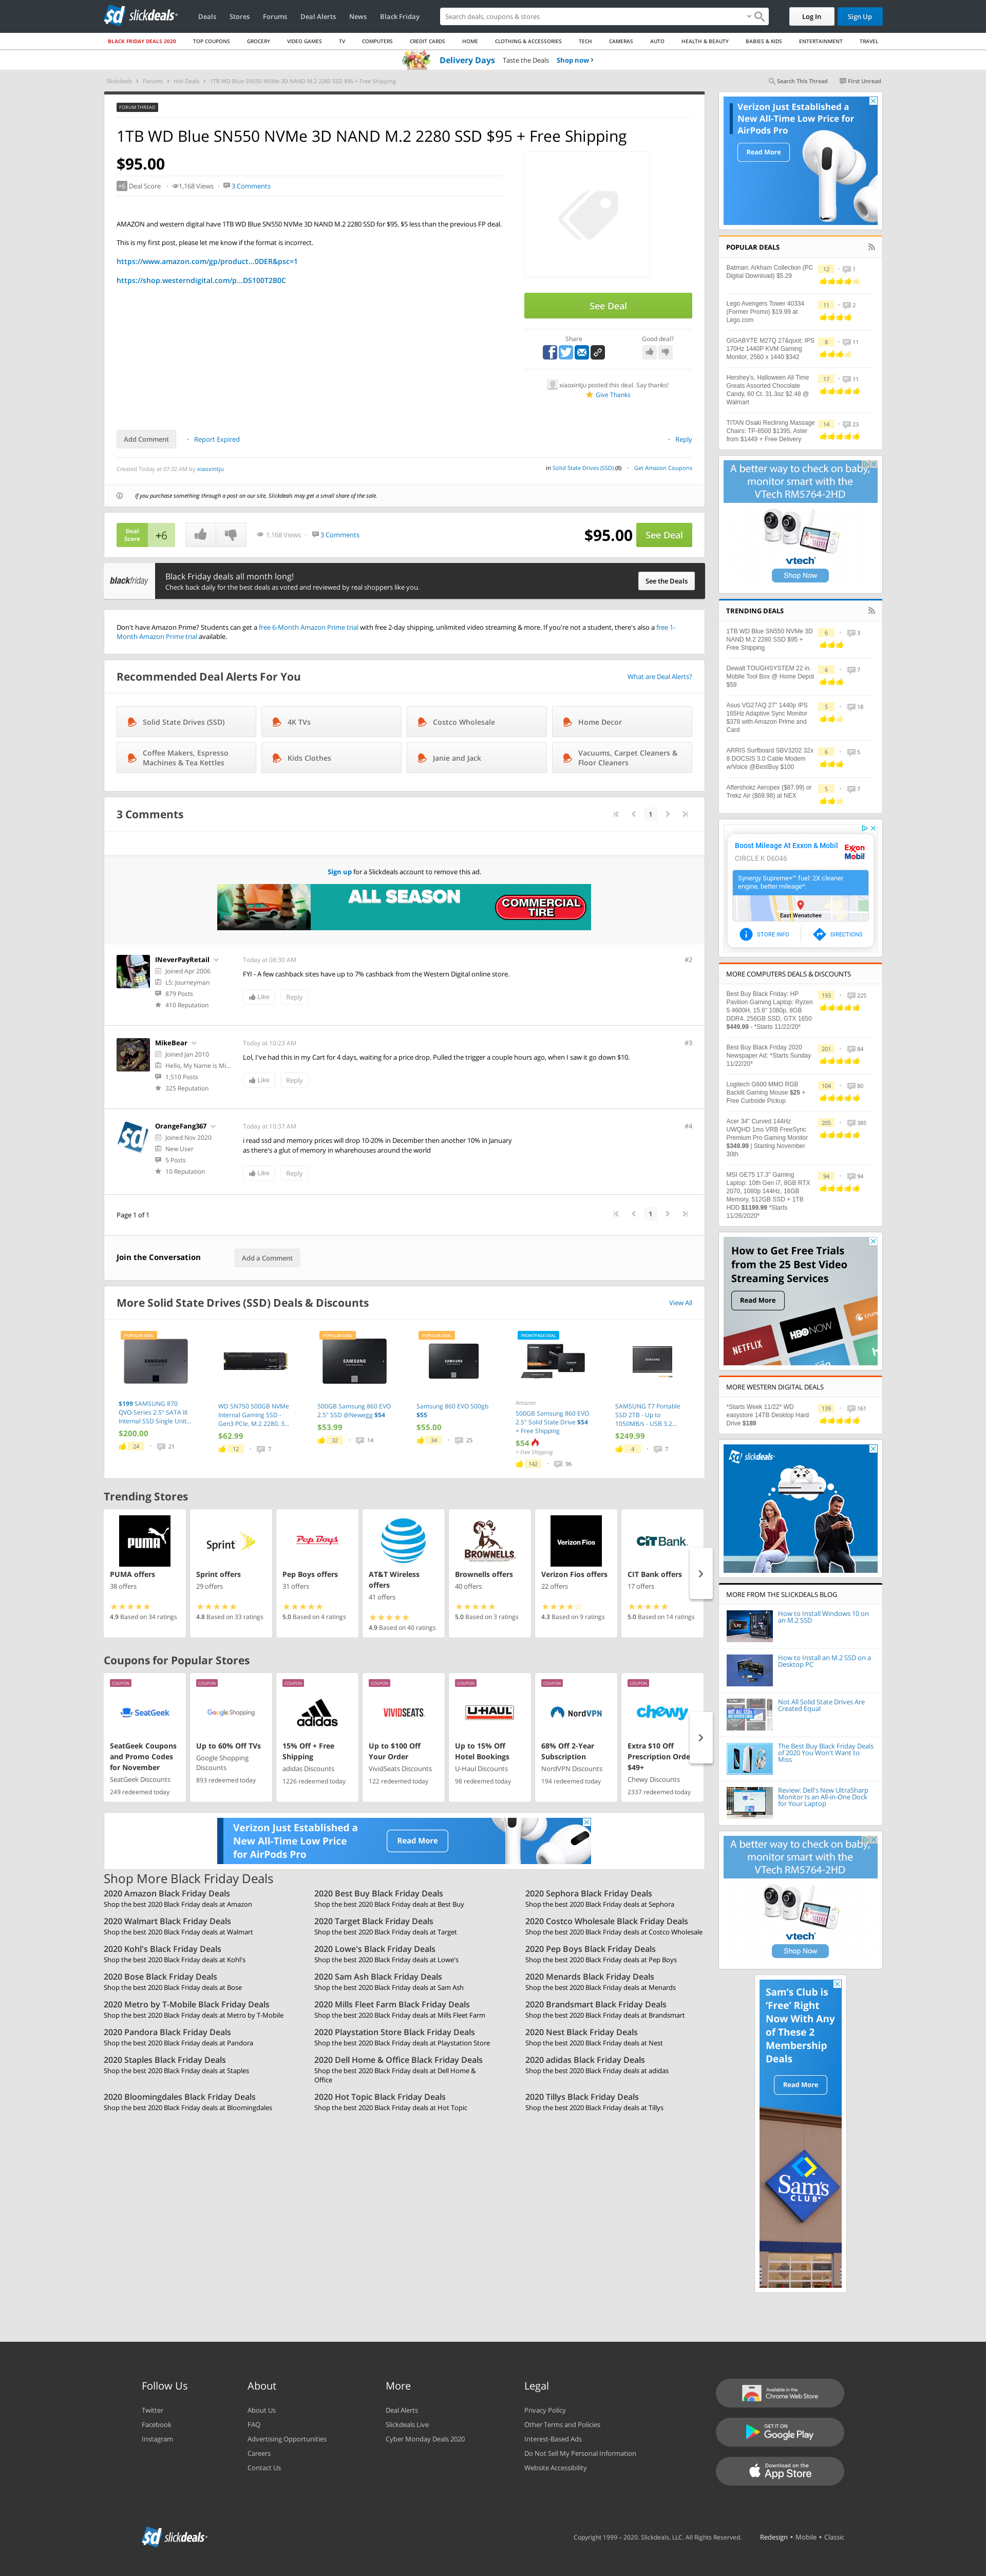 sd slickdeals
Deals Stores Forums Deal Alerts News Black Friday
Search deals, coupons & stores
Log In
Sign Up
BLACK FRIDAY DEALS 2020 TOP COUPONS GROCERY VIDEO GAMES TV COMPUTERS CREDIT CARDS HOME CLOTHING & ACCESSORIES TECH CAMERAS AUTO HEALTH & BEAUTY BABIES & KIDS ENTERTAINMENT TRAVEL
Delivery Days Taste the Deals Shop now ›
Slickdeals › Forums › Hot Deals › 1TB WD Blue SN550 NVMe 3D NAND M.2 2280 SSD $95 + Free Shipping
Search This Thread First Unread
FORUM THREAD
1TB WD Blue SN550 NVMe 3D NAND M.2 2280 SSD $95 + Free Shipping
$95.00
+6 Deal Score · 1,168 Views · 3 Comments
AMAZON and western digital have 1TB WD Blue SN550 NVMe 3D NAND M.2 2280 SSD for $95. $5 less than the previous FP deal.
This is my first post, please let me know if the format is incorrect.
https://www.amazon.com/gp/product...0DER&psc=1
https://shop.westerndigital.com/p...DS100T2B0C
See Deal
Share
Good deal?
xiaoxintju posted this deal. Say thanks!
Give Thanks
Add Comment · Report Expired
· Reply
Created Today at 07:32 AM by xiaoxintju
in Solid State Drives (SSD) (8) · Get Amazon Coupons
If you purchase something through a post on our site, Slickdeals may get a small share of the sale.
Deal Score +6
1,168 Views · 3 Comments
$95.00
See Deal
blackfriday
Black Friday deals all month long!
Check back daily for the best deals as voted and reviewed by real shoppers like you.
See the Deals
Don't have Amazon Prime? Students can get a free 6-Month Amazon Prime trial with free 2-day shipping, unlimited video streaming & more. If you're not a student, there's also a free 1-
Month Amazon Prime trial available.
Recommended Deal Alerts For You
What are Deal Alerts?
Solid State Drives (SSD)
4K TVs
Costco Wholesale
Home Decor
Coffee Makers, Espresso
Machines & Tea Kettles
Kids Clothes
Janie and Jack
Vacuums, Carpet Cleaners &
Floor Cleaners
3 Comments
1
Sign up for a Slickdeals account to remove this ad.
ALL SEASON
COMMERCIAL TIRE
INeverPayRetail
Joined Apr 2006
L5: Journeyman
879 Posts
410 Reputation
Today at 08:30 AM
#2
FYI - A few cashback sites have up to 7% cashback from the Western Digital online store.
Like
Reply
MikeBear
Joined Jan 2010
Hello, My Name is Mi...
1,510 Posts
325 Reputation
Today at 10:23 AM
#3
Lol, I've had this in my Cart for 4 days, waiting for a price drop. Pulled the trigger a couple hours ago, when I saw it go down $10.
Like
Reply
OrangeFang367
Joined Nov 2020
New User
5 Posts
10 Reputation
Today at 10:37 AM
#4
i read ssd and memory prices will drop 10-20% in December then another 10% in January
as there's a glut of memory in wharehouses around the world
Like
Reply
Page 1 of 1
1
Join the Conversation
Add a Comment
More Solid State Drives (SSD) Deals & Discounts
View All
POPULAR DEAL
$199 SAMSUNG 870
QVO-Series 2.5" SATA III
Internal SSD Single Unit...
$200.00
24 · 21
WD SN750 500GB NVMe
Internal Gaming SSD -
Gen3 PCIe, M.2 2280, 3...
$62.99
12 · 7
POPULAR DEAL
SAMSUNG
500GB Samsung 860 EVO
2.5" SSD @Newegg $54
$53.99
32 · 14
POPULAR DEAL
SAMSUNG
Samsung 860 EVO 500gb
$55
$55.00
34 · 25
FRONTPAGE DEAL
Amazon
500GB Samsung 860 EVO
2.5" Solid State Drive $54
+ Free Shipping
$54
+ Free Shipping
142 · 96
SAMSUNG T7 Portable
SSD 2TB - Up to
1050MB/s - USB 3.2...
$249.99
4 · 7
Trending Stores
PUMA
PUMA offers
38 offers
4.9 Based on 34 ratings
Sprint
Sprint offers
29 offers
4.8 Based on 33 ratings
Pep Boys
Pep Boys offers
31 offers
5.0 Based on 4 ratings
AT&T Wireless
offers
41 offers
4.9 Based on 40 ratings
BROWNELLS
Brownells offers
40 offers
5.0 Based on 3 ratings
Verizon Fios
Verizon Fios offers
22 offers
4.3 Based on 9 ratings
CIT BANK
CIT Bank offers
17 offers
5.0 Based on 14 ratings
Coupons for Popular Stores
COUPON
SeatGeek
SeatGeek Coupons
and Promo Codes
for November
SeatGeek Discounts
249 redeemed today
COUPON
Google Shopping
Up to 60% Off TVs
Google Shopping
Discounts
893 redeemed today
COUPON
adidas
15% Off + Free
Shipping
adidas Discounts
1226 redeemed today
COUPON
VIVIDSEATS
Up to $100 Off
Your Order
VividSeats Discounts
122 redeemed today
COUPON
U-HAUL
Up to 15% Off
Hotel Bookings
U-Haul Discounts
98 redeemed today
COUPON
NordVPN
68% Off 2-Year
Subscription
NordVPN Discounts
194 redeemed today
COUPON
chewy
Extra $10 Off
Prescription Orde
$49+
Chewy Discounts
2337 redeemed today
Verizon Just Established a
New All-Time Low Price
for AirPods Pro
Read More
Shop More Black Friday Deals
2020 Amazon Black Friday Deals
Shop the best 2020 Black Friday deals at Amazon
2020 Best Buy Black Friday Deals
Shop the best 2020 Black Friday deals at Best Buy
2020 Sephora Black Friday Deals
Shop the best 2020 Black Friday deals at Sephora
2020 Walmart Black Friday Deals
Shop the best 2020 Black Friday deals at Walmart
2020 Target Black Friday Deals
Shop the best 2020 Black Friday deals at Target
2020 Costco Wholesale Black Friday Deals
Shop the best 2020 Black Friday deals at Costco Wholesale
2020 Kohl's Black Friday Deals
Shop the best 2020 Black Friday deals at Kohl's
2020 Lowe's Black Friday Deals
Shop the best 2020 Black Friday deals at Lowe's
2020 Pep Boys Black Friday Deals
Shop the best 2020 Black Friday deals at Pep Boys
2020 Bose Black Friday Deals
Shop the best 2020 Black Friday deals at Bose
2020 Sam Ash Black Friday Deals
Shop the best 2020 Black Friday deals at Sam Ash
2020 Menards Black Friday Deals
Shop the best 2020 Black Friday deals at Menards
2020 Metro by T-Mobile Black Friday Deals
Shop the best 2020 Black Friday deals at Metro by T-Mobile
2020 Mills Fleet Farm Black Friday Deals
Shop the best 2020 Black Friday deals at Mills Fleet Farm
2020 Brandsmart Black Friday Deals
Shop the best 2020 Black Friday deals at Brandsmart
2020 Pandora Black Friday Deals
Shop the best 2020 Black Friday deals at Pandora
2020 Playstation Store Black Friday Deals
Shop the best 2020 Black Friday deals at Playstation Store
2020 Nest Black Friday Deals
Shop the best 2020 Black Friday deals at Nest
2020 Staples Black Friday Deals
Shop the best 2020 Black Friday deals at Staples
2020 Dell Home & Office Black Friday Deals
Shop the best 2020 Black Friday deals at Dell Home &
Office
2020 adidas Black Friday Deals
Shop the best 2020 Black Friday deals at adidas
2020 Bloomingdales Black Friday Deals
Shop the best 2020 Black Friday deals at Bloomingdales
2020 Hot Topic Black Friday Deals
Shop the best 2020 Black Friday deals at Hot Topic
2020 Tillys Black Friday Deals
Shop the best 2020 Black Friday deals at Tillys
Verizon Just Established a
New All-Time Low Price for
AirPods Pro
Read More
POPULAR DEALS
Batman: Arkham Collection (PC
Digital Download) $5.29
12 · 1
Lego Avengers Tower 40334
(Former Promo) $19.99 at
Lego.com
11 · 2
GIGABYTE M27Q 27&quot; IPS
170Hz 1440P KVM Gaming
Monitor, 2560 x 1440 $342
8 · 11
Hershey's, Halloween All Time
Greats Assorted Chocolate
Candy, 60 Ct. 31.3oz $2.48 @
Walmart
17 · 11
TITAN Osaki Reclining Massage
Chairs: TP-8500 $1395, Aster
from $1449 + Free Delivery
14 · 23
A better way to check on baby,
monitor smart with the
VTech RM5764-2HD
vtech
Shop Now
TRENDING DEALS
1TB WD Blue SN550 NVMe 3D
NAND M.2 2280 SSD $95 +
Free Shipping
6 · 3
Dewalt TOUGHSYSTEM 22 in.
Mobile Tool Box @ Home Depot
$59
6 · 7
Asus VG27AQ 27" 1440p IPS
165Hz Adaptive Sync Monitor
$378 with Amazon Prime and
Card
5 · 18
ARRIS Surfboard SBV3202 32x
8 DOCSIS 3.0 Cable Modem
w/Voice @BestBuy $100
6 · 5
Aftershokz Aeropex ($87.99) or
Trekz Air ($69.98) at NEX
5 · 7
Boost Mileage At Exxon & Mobil
CIRCLE K 06046
Exxon
Mobil
Synergy Supreme+™ fuel: 2X cleaner
engine, better mileage*.
East Wenatchee
STORE INFO
DIRECTIONS
MORE COMPUTERS DEALS & DISCOUNTS
Best Buy Black Friday: HP
Pavilion Gaming Laptop: Ryzen
5 4600H, 15.6" 1080p, 8GB
DDR4, 256GB SSD, GTX 1650
$449.99 - *Starts 11/22/20*
193 · 225
Best Buy Black Friday 2020
Newspaper Ad: *Starts Sunday
11/22/20*
201 · 84
Logitech G600 MMO RGB
Backlit Gaming Mouse $25 +
Free Curbside Pickup
104 · 80
Acer 34" Curved 144Hz
UWQHD 1ms VRB FreeSync
Premium Pro Gaming Monitor
$349.99 | Starting November
30th
205 · 385
MSI GE75 17.3" Gaming
Laptop: 10th Gen i7, 8GB RTX
2070, 1080p 144Hz, 16GB
Memory, 512GB SSD + 1TB
HDD $1199.99 *Starts
11/26/2020*
94 · 94
How to Get Free Trials
from the 25 Best Video
Streaming Services
Read More
NETFLIX
HBO NOW
MORE WESTERN DIGITAL DEALS
*Starts Week 11/22* WD
easystore 14TB Desktop Hard
Drive $189
139 · 161
sd slickdeals
MORE FROM THE SLICKDEALS BLOG
How to Install Windows 10 on
an M.2 SSD
How to Install an M.2 SSD on a
Desktop PC
Not All Solid State Drives Are
Created Equal
The Best Buy Black Friday Deals
of 2020 You Won't Want to
Miss
Review: Dell's New UltraSharp
Monitor Is an All-in-One Dock
for Your Laptop
A better way to check on baby,
monitor smart with the
VTech RM5764-2HD
vtech
Shop Now
Sam's Club is
'Free' Right
Now With Any
of These 2
Membership
Deals
Read More
SAM'S CLUB
Follow Us
Twitter
Facebook
Instagram
About
About Us
FAQ
Advertising Opportunities
Careers
Contact Us
More
Deal Alerts
Slickdeals Live
Cyber Monday Deals 2020
Legal
Privacy Policy
Other Terms and Policies
Interest-Based Ads
Do Not Sell My Personal Information
Website Accessibility
Available in the
Chrome Web Store
GET IT ON
Google Play
Download on the
App Store
sd slickdeals
Copyright 1999 – 2020. Slickdeals, LLC. All Rights Reserved. Redesign • Mobile • Classic